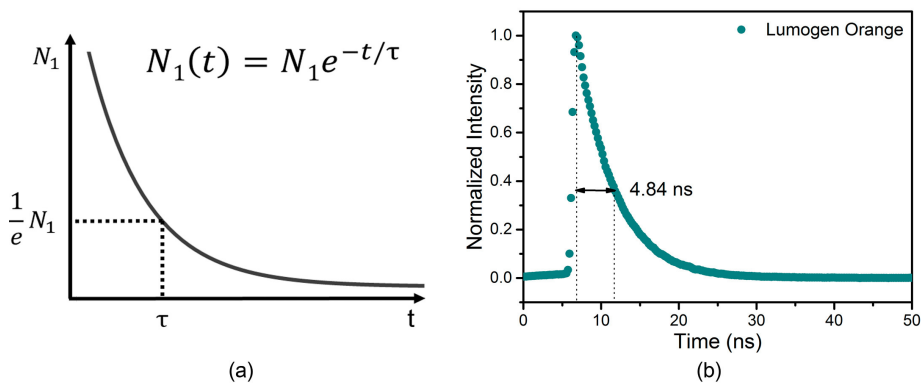 N₁
N₁(t) = N₁e^{-t/τ}
1/e N₁
τ
t
(a)
Lumogen Orange
Normalized Intensity
1.0
0.8
0.6
0.4
0.2
0.0
4.84 ns
0 10 20 30 40 50
Time (ns)
(b)